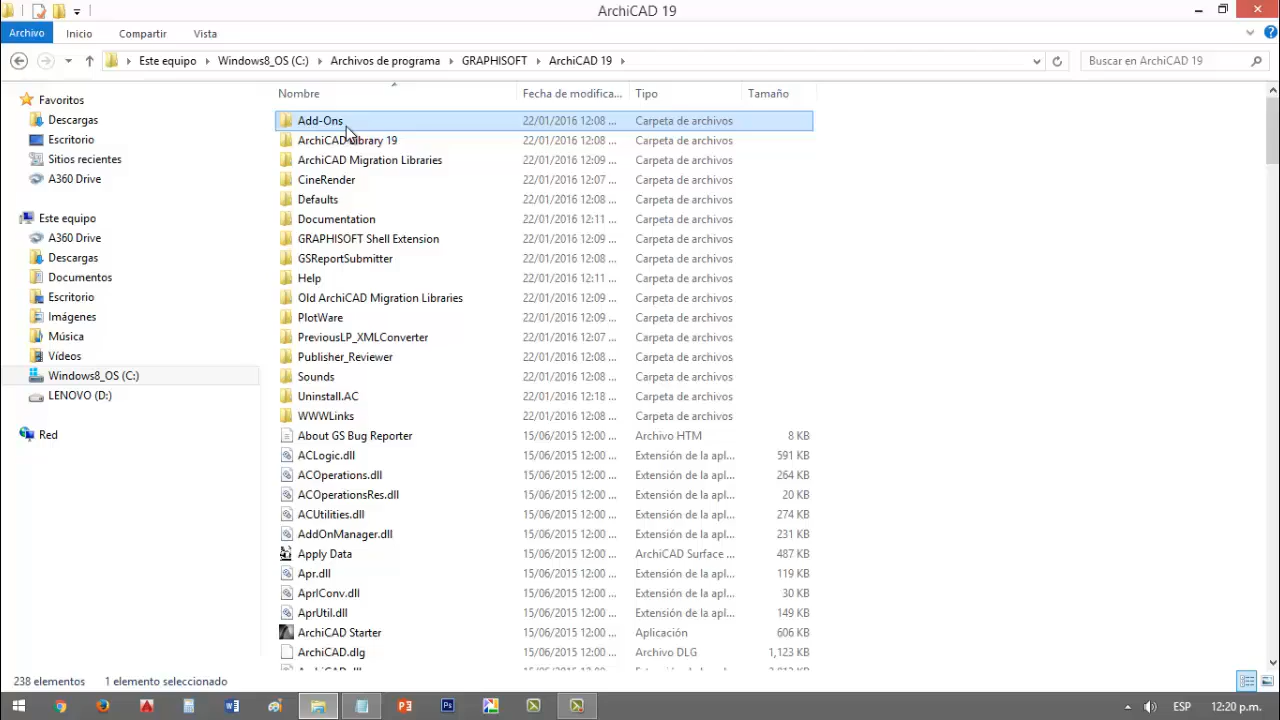 ArchiCAD 19
Archivo Inicio Compartir Vista
Este equipo Windows8_OS (C:) Archivos de programa GRAPHISOFT ArchiCAD 19 Buscar en ArchiCAD 19
Nombre Fecha de modifica... Tipo Tamaño
Favoritos
Descargas
Escritorio
Sitios recientes
A360 Drive
Este equipo
A360 Drive
Descargas
Documentos
Escritorio
Imágenes
Música
Vídeos
Windows8_OS (C:)
LENOVO (D:)
Red
Add-Ons 22/01/2016 12:08 ... Carpeta de archivos
ArchiCAD Library 19 22/01/2016 12:08 ... Carpeta de archivos
ArchiCAD Migration Libraries 22/01/2016 12:09 ... Carpeta de archivos
CineRender 22/01/2016 12:07 ... Carpeta de archivos
Defaults 22/01/2016 12:08 ... Carpeta de archivos
Documentation 22/01/2016 12:11 ... Carpeta de archivos
GRAPHISOFT Shell Extension 22/01/2016 12:09 ... Carpeta de archivos
GSReportSubmitter 22/01/2016 12:08 ... Carpeta de archivos
Help 22/01/2016 12:11 ... Carpeta de archivos
Old ArchiCAD Migration Libraries 22/01/2016 12:09 ... Carpeta de archivos
PlotWare 22/01/2016 12:09 ... Carpeta de archivos
PreviousLP_XMLConverter 22/01/2016 12:07 ... Carpeta de archivos
Publisher_Reviewer 22/01/2016 12:08 ... Carpeta de archivos
Sounds 22/01/2016 12:08 ... Carpeta de archivos
Uninstall.AC 22/01/2016 12:18 ... Carpeta de archivos
WWWLinks 22/01/2016 12:08 ... Carpeta de archivos
About GS Bug Reporter 15/06/2015 12:00 ... Archivo HTM 8 KB
ACLogic.dll 15/06/2015 12:00 ... Extensión de la apl... 591 KB
ACOperations.dll 15/06/2015 12:00 ... Extensión de la apl... 264 KB
ACOperationsRes.dll 15/06/2015 12:00 ... Extensión de la apl... 20 KB
ACUtilities.dll 15/06/2015 12:00 ... Extensión de la apl... 274 KB
AddOnManager.dll 15/06/2015 12:00 ... Extensión de la apl... 231 KB
Apply Data 15/06/2015 12:00 ... ArchiCAD Surface ... 487 KB
Apr.dll 15/06/2015 12:00 ... Extensión de la apl... 119 KB
AprIConv.dll 15/06/2015 12:00 ... Extensión de la apl... 30 KB
AprUtil.dll 15/06/2015 12:00 ... Extensión de la apl... 149 KB
ArchiCAD Starter 15/06/2015 12:00 ... Aplicación 606 KB
ArchiCAD.dlg 15/06/2015 12:00 ... Archivo DLG 1,123 KB
238 elementos 1 elemento seleccionado
ESP 12:20 p.m.